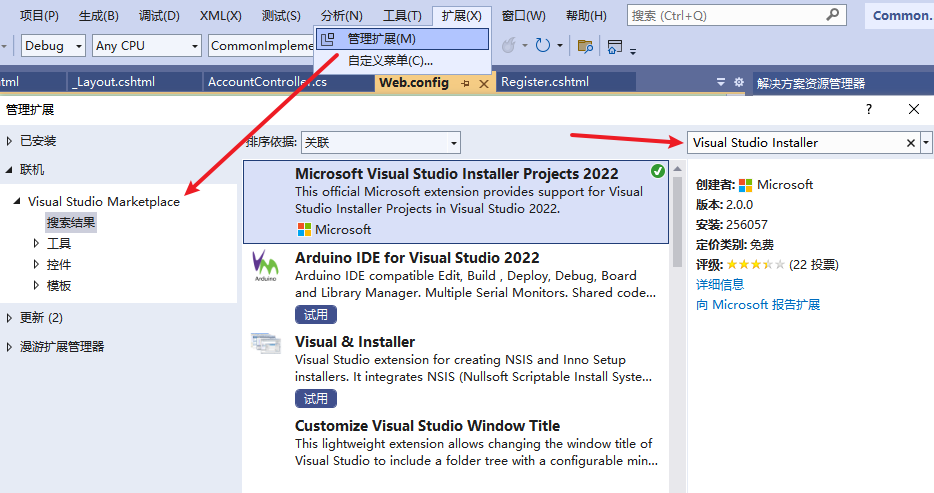 项目(P) 生成(B) 调试(D) XML(X) 测试(S) 分析(N) 工具(T) 扩展(X) 窗口(W) 帮助(H) 搜索 (Ctrl+Q) Common.
Debug Any CPU CommonImpleme
管理扩展(M)
自定义菜单(C)...
html _Layout.cshtml AccountController.cs Web.config Register.cshtml 解决方案资源管理器
管理扩展
已安装
联机
Visual Studio Marketplace
搜索结果
工具
控件
模板
更新 (2)
漫游扩展管理器
排序依据: 关联
Visual Studio Installer
Microsoft Visual Studio Installer Projects 2022
This official Microsoft extension provides support for Visual
Studio Installer Projects in Visual Studio 2022.
Microsoft
Arduino
Arduino IDE for Visual Studio 2022
Arduino IDE compatible Edit, Build , Deploy, Debug, Board
and Library Manager. Multiple Serial Monitors. Shared code...
试用
Visual & Installer
Visual Studio extension for creating NSIS and Inno Setup
installers. It integrates NSIS (Nullsoft Scriptable Install Syste...
试用
Customize Visual Studio Window Title
This lightweight extension allows changing the window title of
Visual Studio to include a folder tree with a configurable min...
创建者: Microsoft
版本: 2.0.0
安装: 256057
定价类别: 免费
评级: (22 投票)
详细信息
向 Microsoft 报告扩展